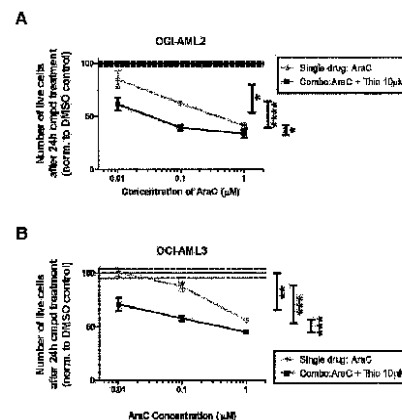 A
OCI-AML2
Number of live cells
after 24h cmpd treatment
(norm. to DMSO control)
100
50
0
0.01
0.1
1
Concentration of AraC (µM)
Single drug: AraC
Combo:AraC + Thio 10µM
*
****
*
B
OCI-AML3
Number of live cells
after 24h cmpd treatment
(norm. to DMSO control)
100
50
0
0.01
0.1
1
AraC Concentration (µM)
**
****
***
Single drug: AraC
Combo:AraC + Thio 10µM